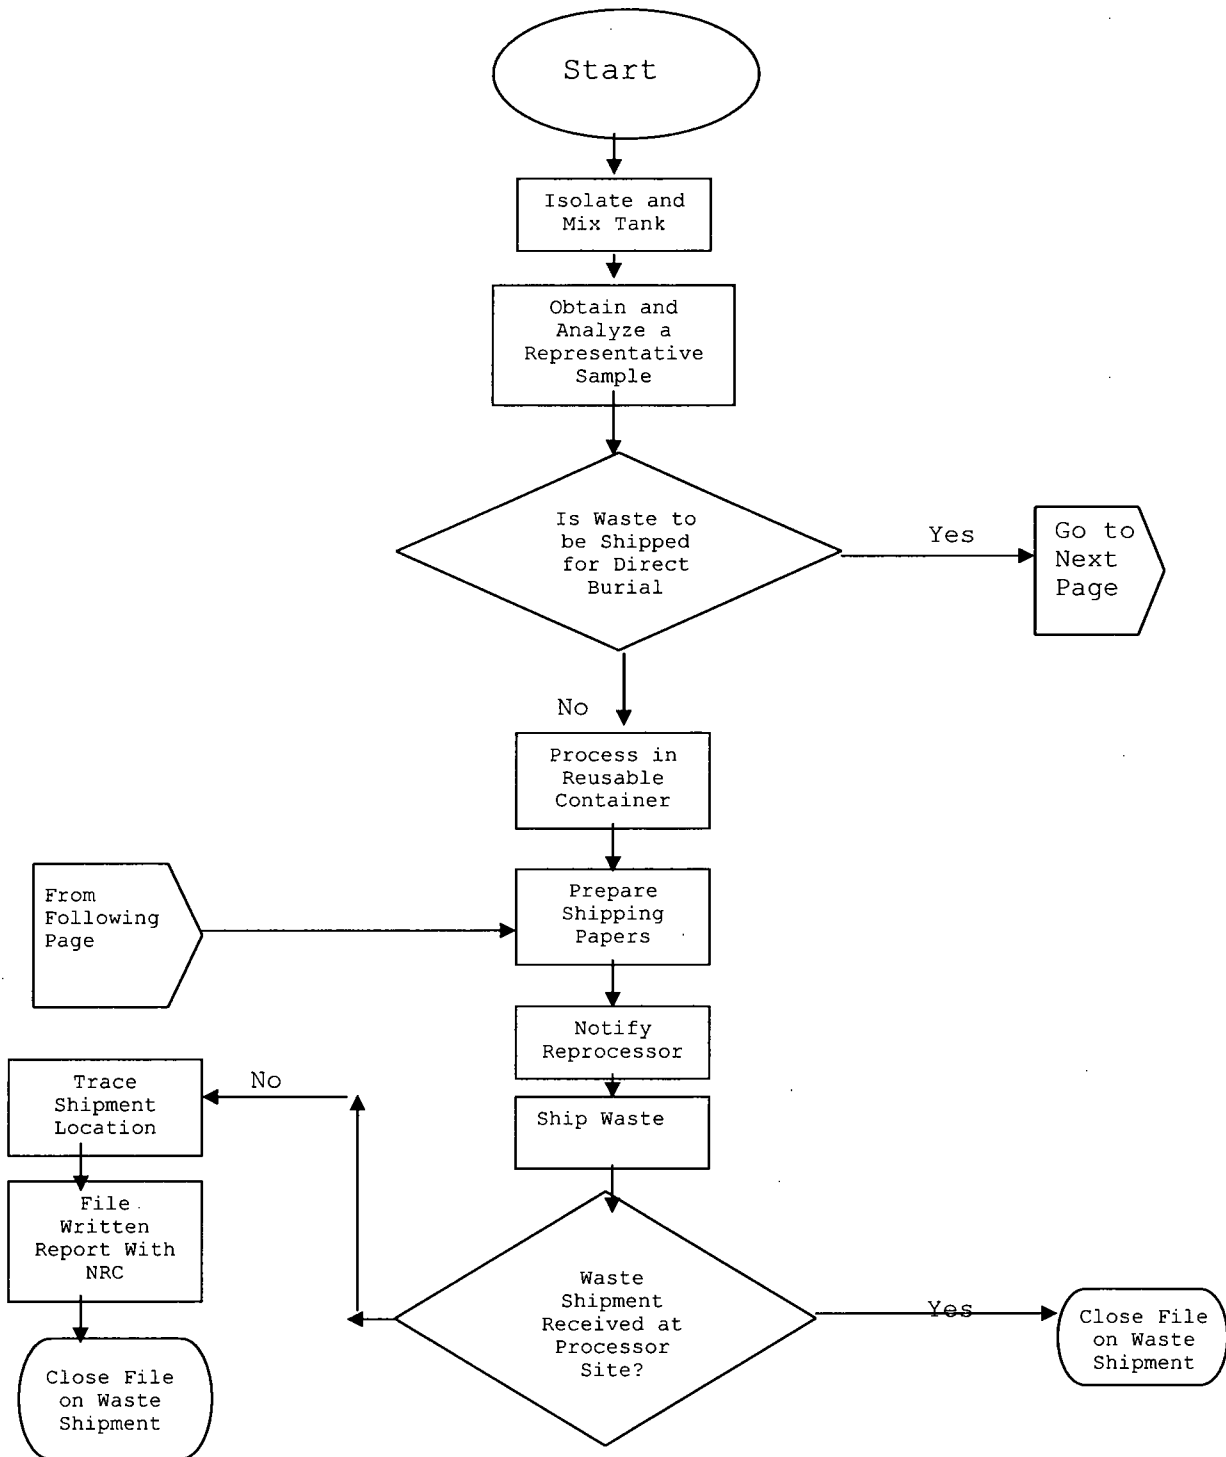 Start
Isolate and
Mix Tank
Obtain and
Analyze a
Representative
Sample
Is Waste to
be Shipped
for Direct
Burial
Yes
Go to
Next
Page
No
Process in
Reusable
Container
From
Following
Page
Prepare
Shipping
Papers
Notify
Reprocessor
Ship Waste
No
Trace
Shipment
Location
File
Written
Report With
NRC
Close File
on Waste
Shipment
Waste
Shipment
Received at
Processor
Site?
Yes
Close File
on Waste
Shipment